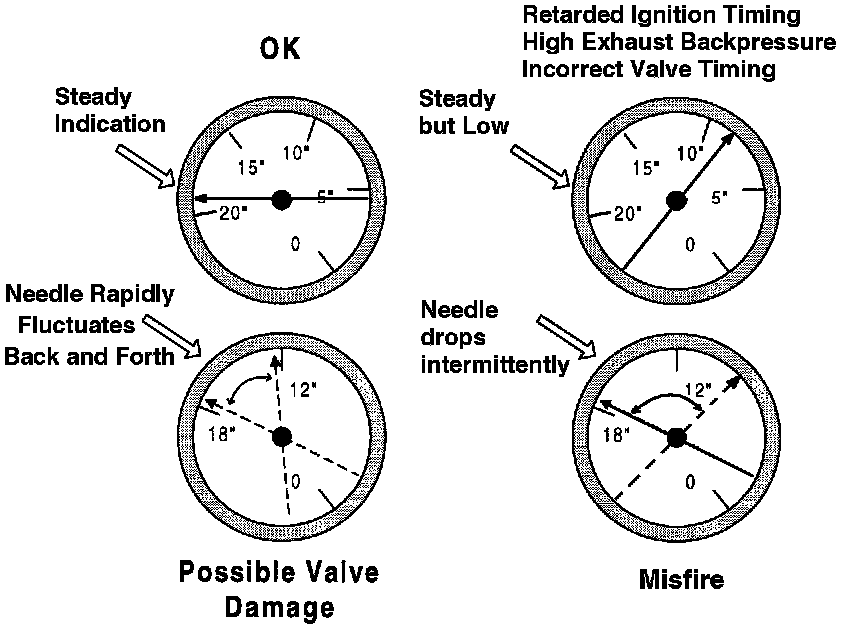 OK
Steady
Indication
15"
10"
5"
20"
0
Retarded Ignition Timing
High Exhaust Backpressure
Incorrect Valve Timing
Steady
but Low
15"
10"
5"
20"
0
Needle Rapidly
Fluctuates
Back and Forth
12"
18"
0
Possible Valve
Damage
Needle
drops
intermittently
12"
18"
0
Misfire